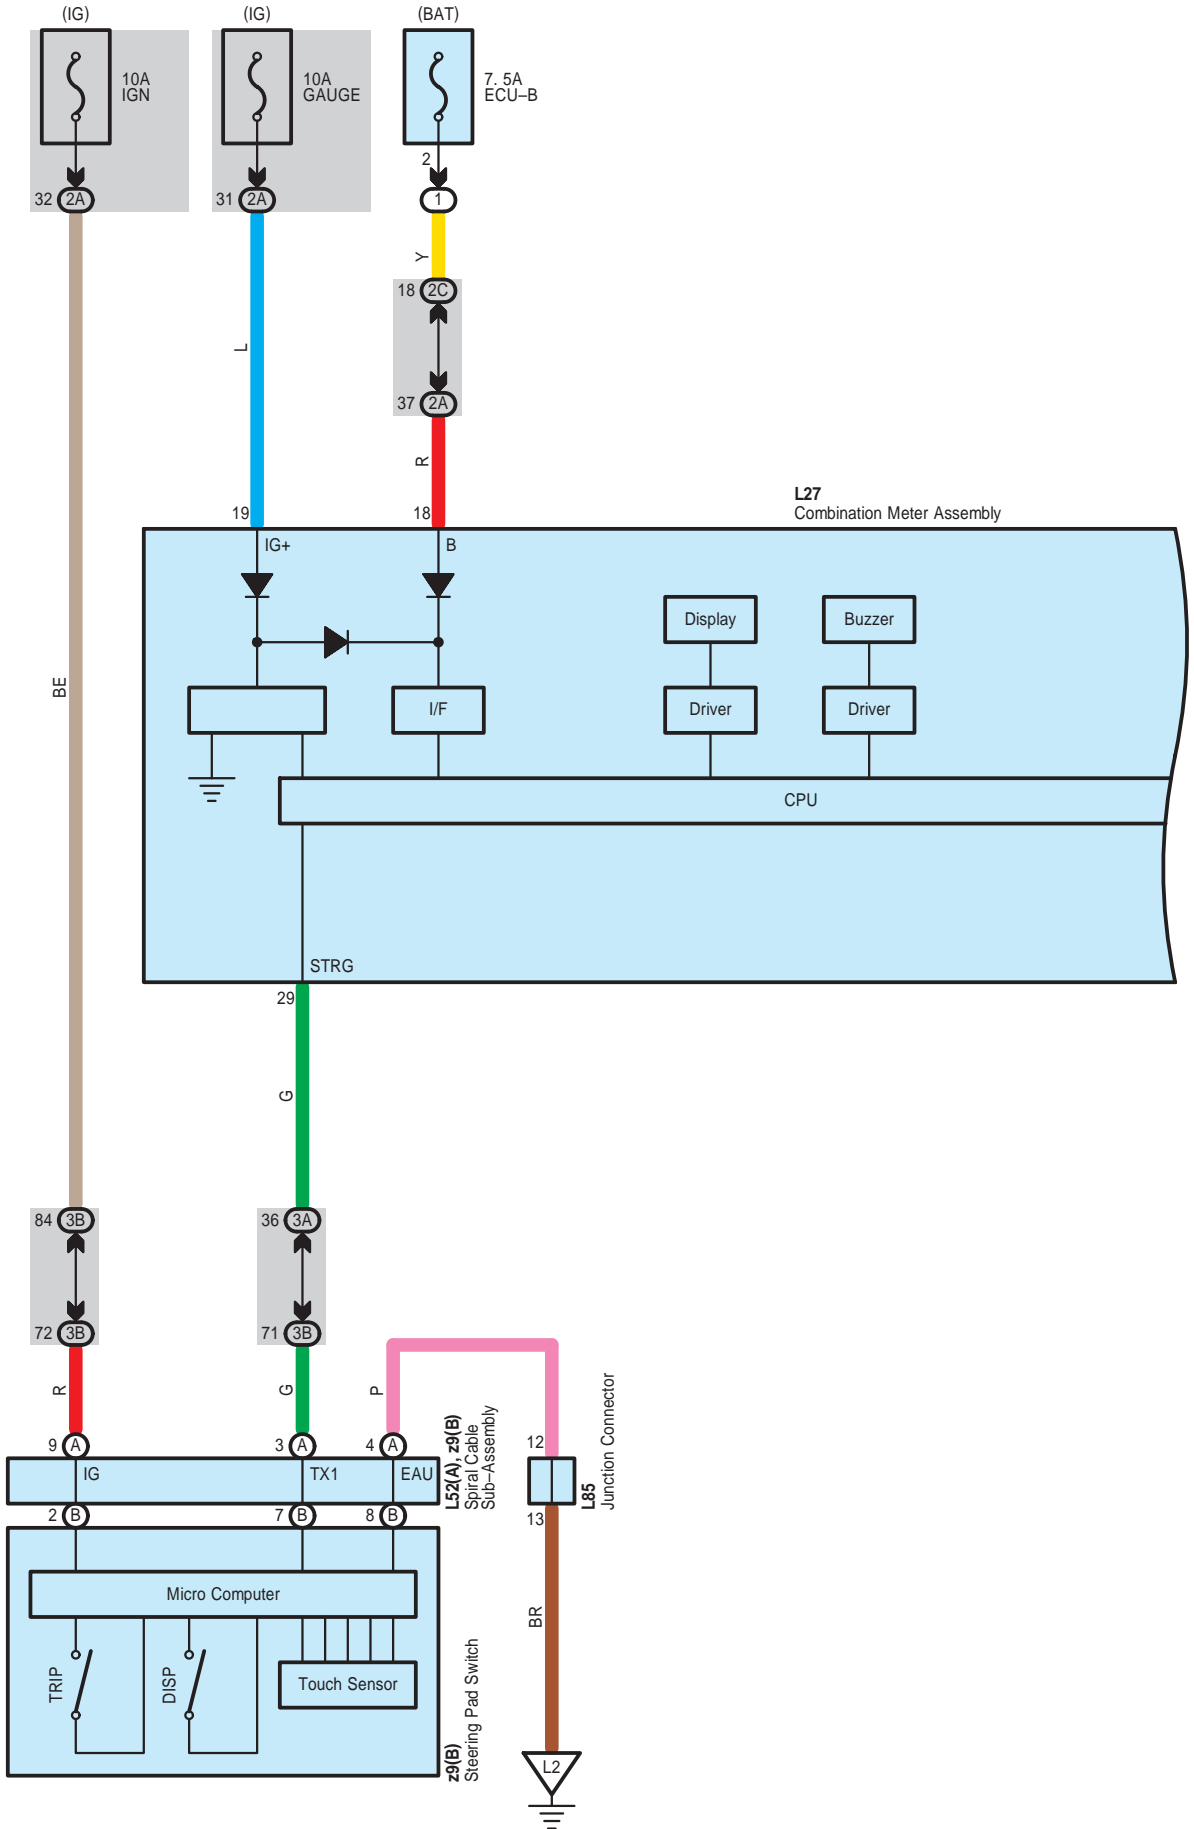 (IG)
(IG)
(BAT)
10A
IGN
10A
GAUGE
7. 5A
ECU–B
2
32
2A
31
2A
1
Y
18
2C
L
37
2A
R
L27
Combination Meter Assembly
19
18
IG+
B
Display
Buzzer
BE
I/F
Driver
Driver
CPU
STRG
29
G
84
3B
36
3A
72
3B
71
3B
R
G
P
L52(A), z9(B)
Spiral Cable
Sub–Assembly
L85
Junction Connector
9
A
3
A
4
A
12
IG
TX1
EAU
2
B
7
B
8
B
13
Micro Computer
BR
TRIP
DISP
Touch Sensor
z9(B)
Steering Pad Switch
L2